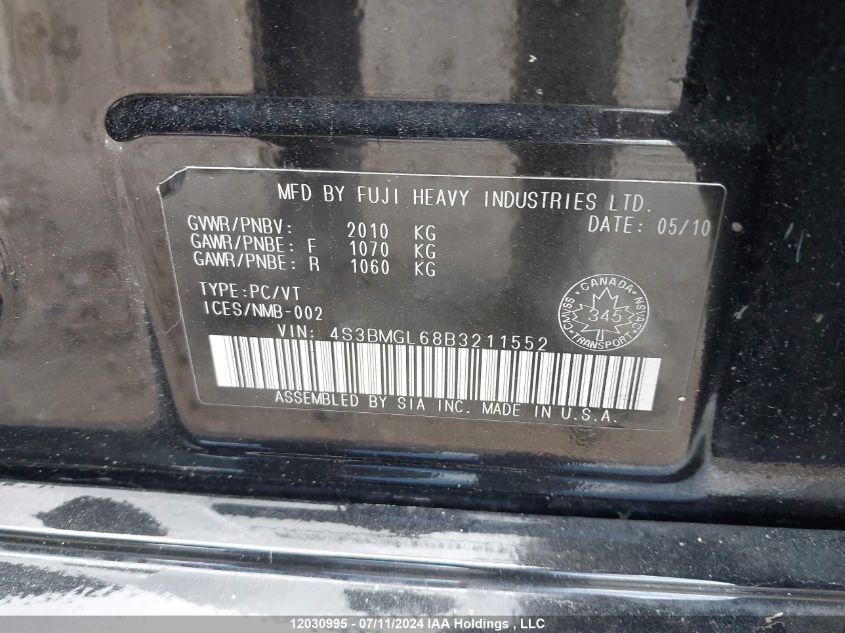 MFD BY FUJI HEAVY INDUSTRIES LTD.
GVWR/PNBV: 2010 KG DATE: 05/10
GAWR/PNBE: F 1070 KG
GAWR/PNBE: R 1060 KG
TYPE:PC/VT
ICES/NMB-002
CANADA
CMVSS 345 NSVAC
TRANSPORT
VIN: 4S3BMGL68B3211552
ASSEMBLED BY SIA INC. MADE IN U.S.A.
12030995 - 07/11/2024 IAA Holdings , LLC